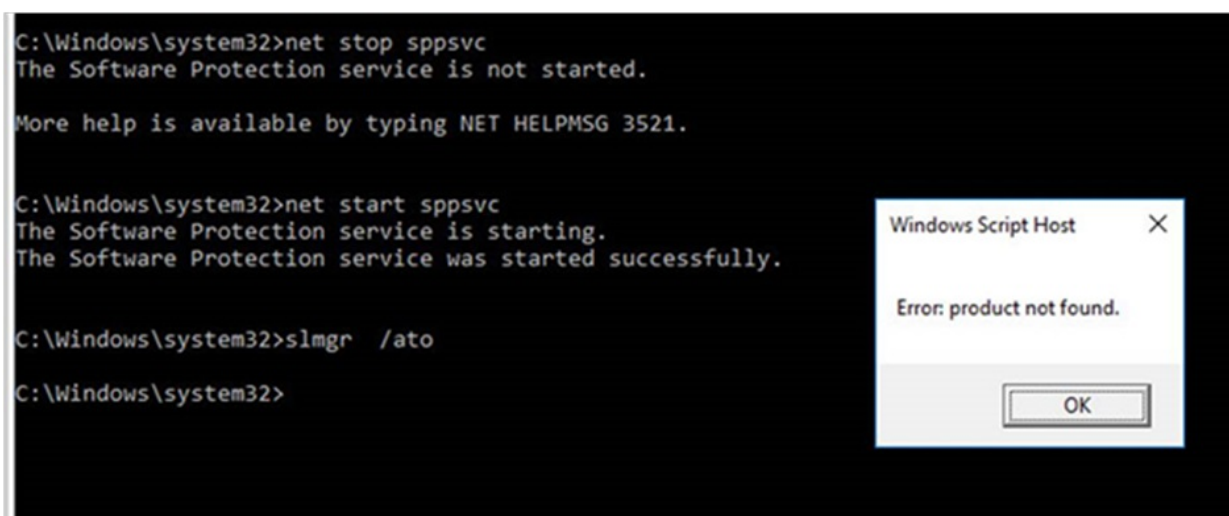 C:\Windows\system32>net stop sppsvc
The Software Protection service is not started.
More help is available by typing NET HELPMSG 3521.
C:\Windows\system32>net start sppsvc
The Software Protection service is starting.
The Software Protection service was started successfully.
C:\Windows\system32>slmgr  /ato
C:\Windows\system32>
Windows Script Host
Error: product not found.
OK